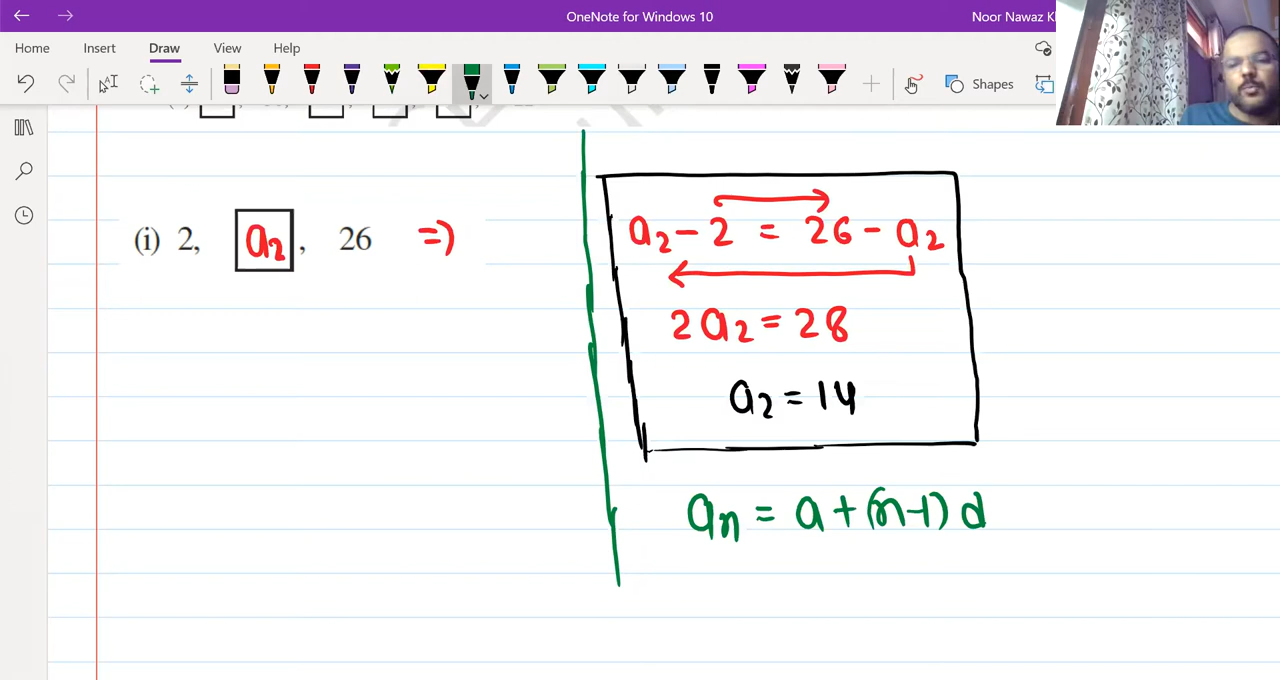 OneNote for Windows 10
Noor Nawaz Kh
Home Insert Draw View Help
Shapes
(i) 2, a₂, 26 =>
a₂ - 2 = 26 - a₂
2a₂ = 28
a₂ = 14
aₙ = a + (n-1) d